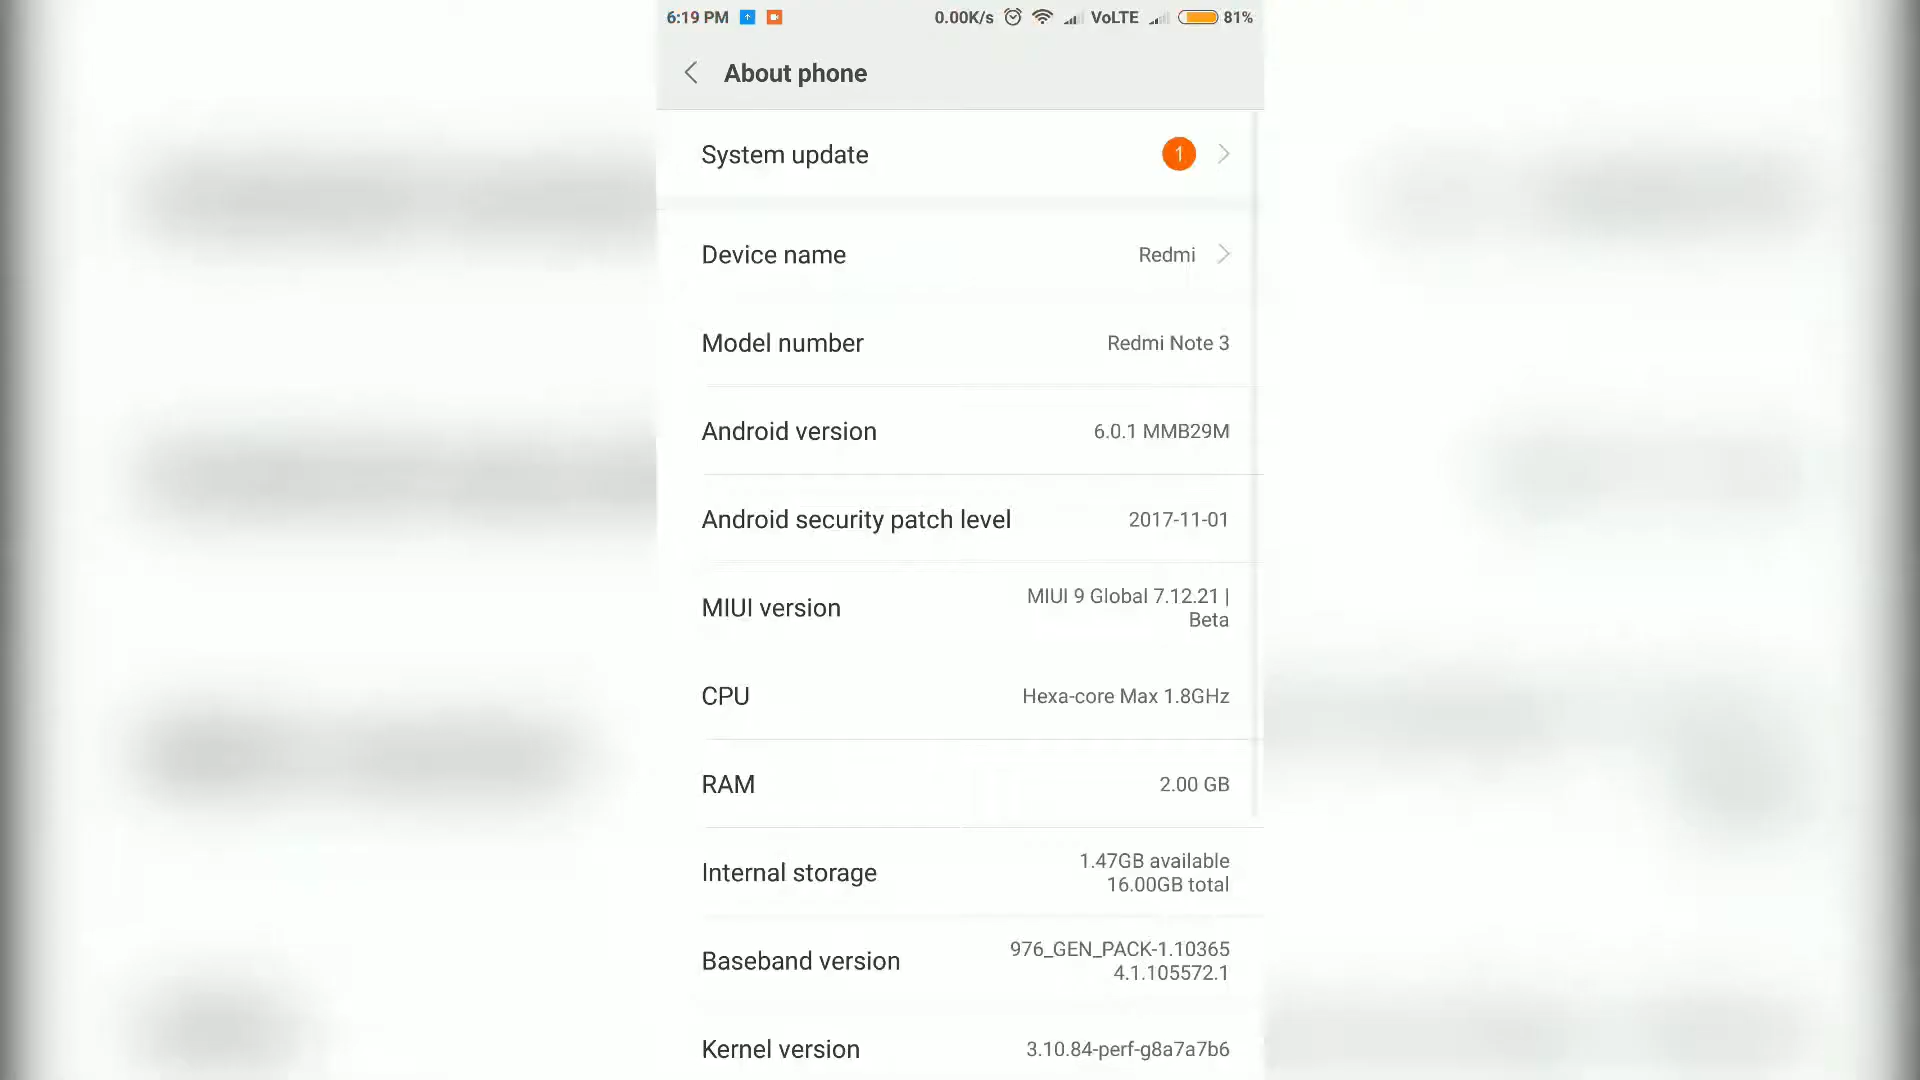 6:19 PM 0.00K/s VoLTE 81%
About phone
System update 1
Device name Redmi
Model number Redmi Note 3
Android version 6.0.1 MMB29M
Android security patch level 2017-11-01
MIUI version MIUI 9 Global 7.12.21 |
Beta
CPU Hexa-core Max 1.8GHz
RAM 2.00 GB
Internal storage 1.47GB available
16.00GB total
Baseband version 976_GEN_PACK-1.10365
4.1.105572.1
Kernel version 3.10.84-perf-g8a7a7b6